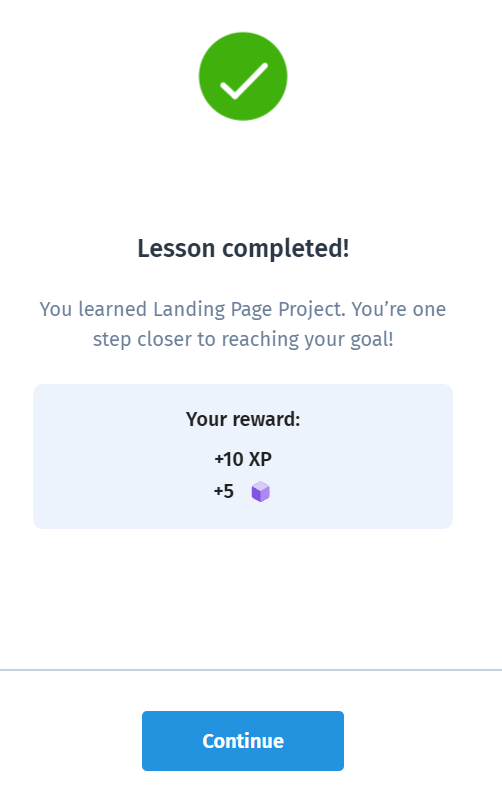 Lesson completed!
You learned Landing Page Project. You’re one
step closer to reaching your goal!
Your reward:
+10 XP
+5
Continue